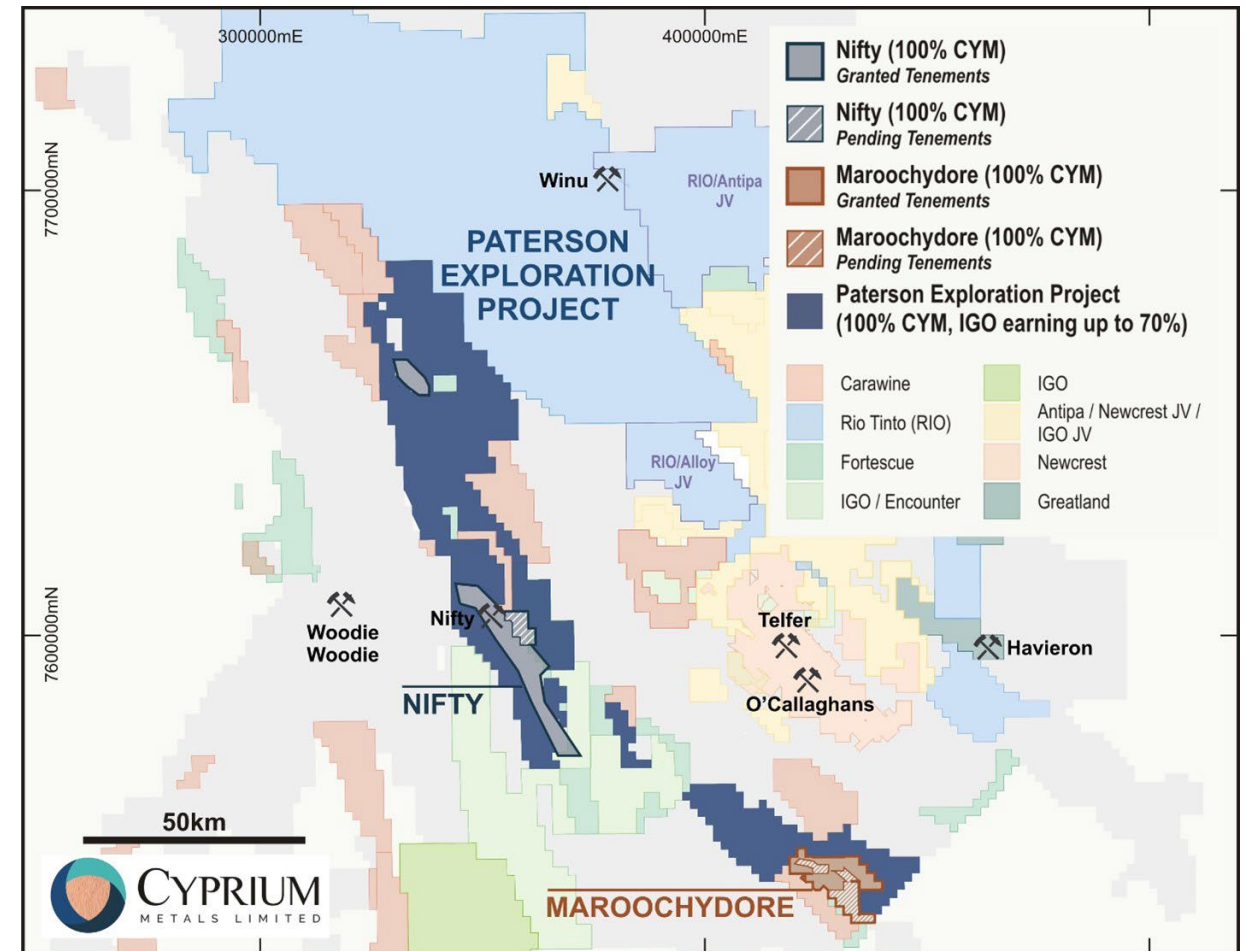 300000mE
400000mE
7700000mN
7600000mN
Nifty (100% CYM)
Granted Tenements
Nifty (100% CYM)
Pending Tenements
Maroochydore (100% CYM)
Granted Tenements
Maroochydore (100% CYM)
Pending Tenements
Paterson Exploration Project
(100% CYM, IGO earning up to 70%)
Carawine
Rio Tinto (RIO)
Fortescue
IGO / Encounter
IGO
Antipa / Newcrest JV /
IGO JV
Newcrest
Greatland
Winu
RIO/Antipa
JV
PATERSON
EXPLORATION
PROJECT
RIO/Alloy
JV
Woodie
Woodie
Nifty
NIFTY
Telfer
O'Callaghans
Havieron
50km
CYPRIUM
METALS LIMITED
MAROOCHYDORE